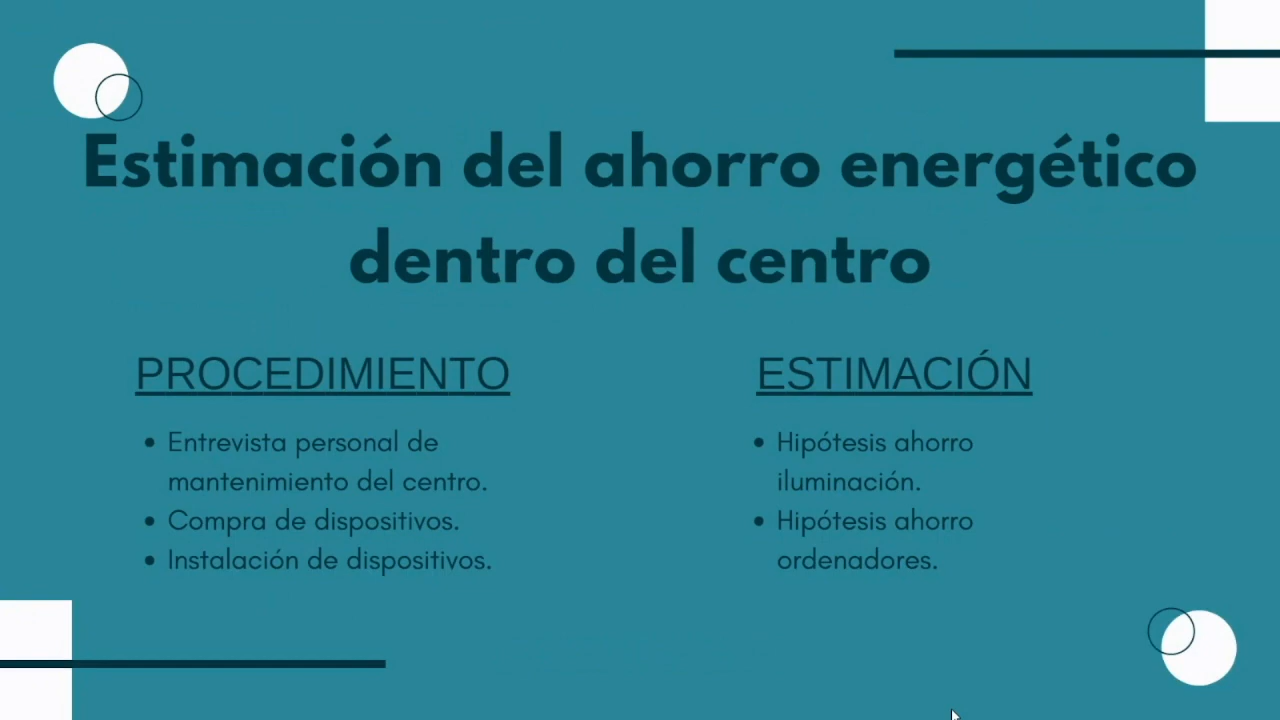 Estimación del ahorro energético
dentro del centro
PROCEDIMIENTO
• Entrevista personal de
mantenimiento del centro.
• Compra de dispositivos.
• Instalación de dispositivos.
ESTIMACIÓN
• Hipótesis ahorro
iluminación.
• Hipótesis ahorro
ordenadores.